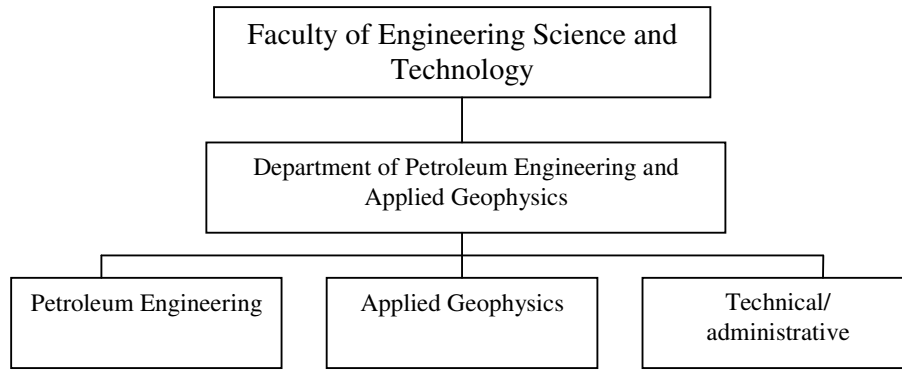 Faculty of Engineering Science and
Technology
Department of Petroleum Engineering and
Applied Geophysics
Petroleum Engineering
Applied Geophysics
Technical/
administrative